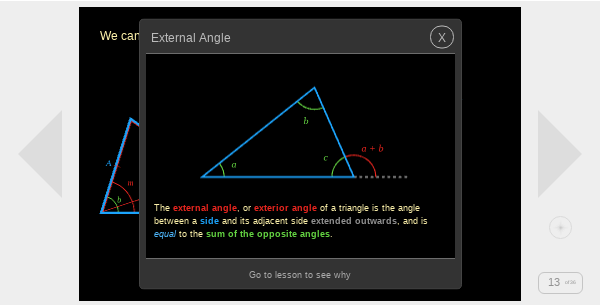 We can
External Angle
X
b
a + b
c
a
A
m
b
The external angle, or exterior angle of a triangle is the angle
between a side and its adjacent side extended outwards, and is
equal to the sum of the opposite angles.
Go to lesson to see why
13 of 36